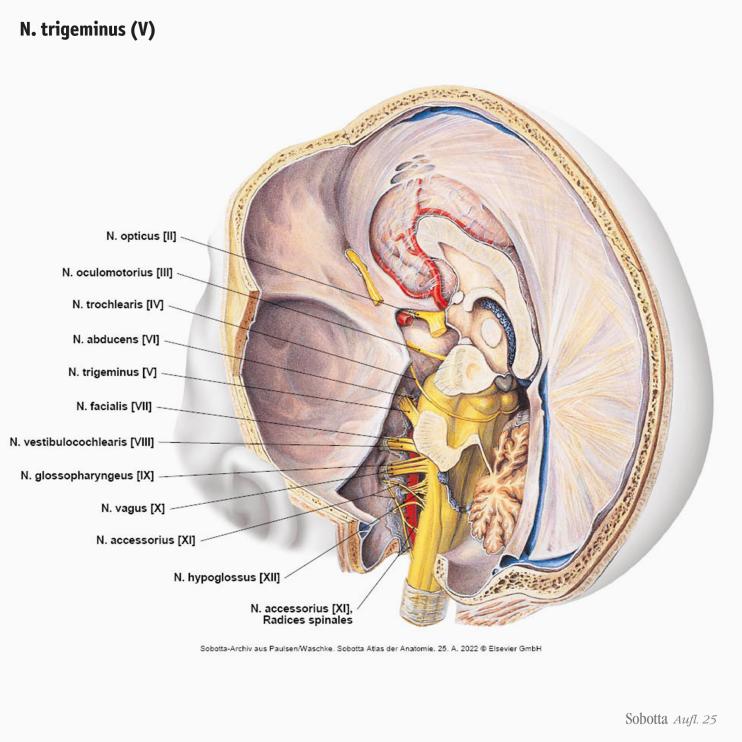 N. trigeminus (V)
N. opticus [II]
N. oculomotorius [III]
N. trochlearis [IV]
N. abducens [VI]
N. trigeminus [V]
N. facialis [VII]
N. vestibulocochlearis [VIII]
N. glossopharyngeus [IX]
N. vagus [X]
N. accessorius [XI]
N. hypoglossus [XII]
N. accessorius [XI],
Radices spinales
Sobotta-Archiv aus Paulsen/Waschke. Sobotta Atlas der Anatomie. 25. A. 2022 © Elsevier GmbH
Sobotta Aufl. 25